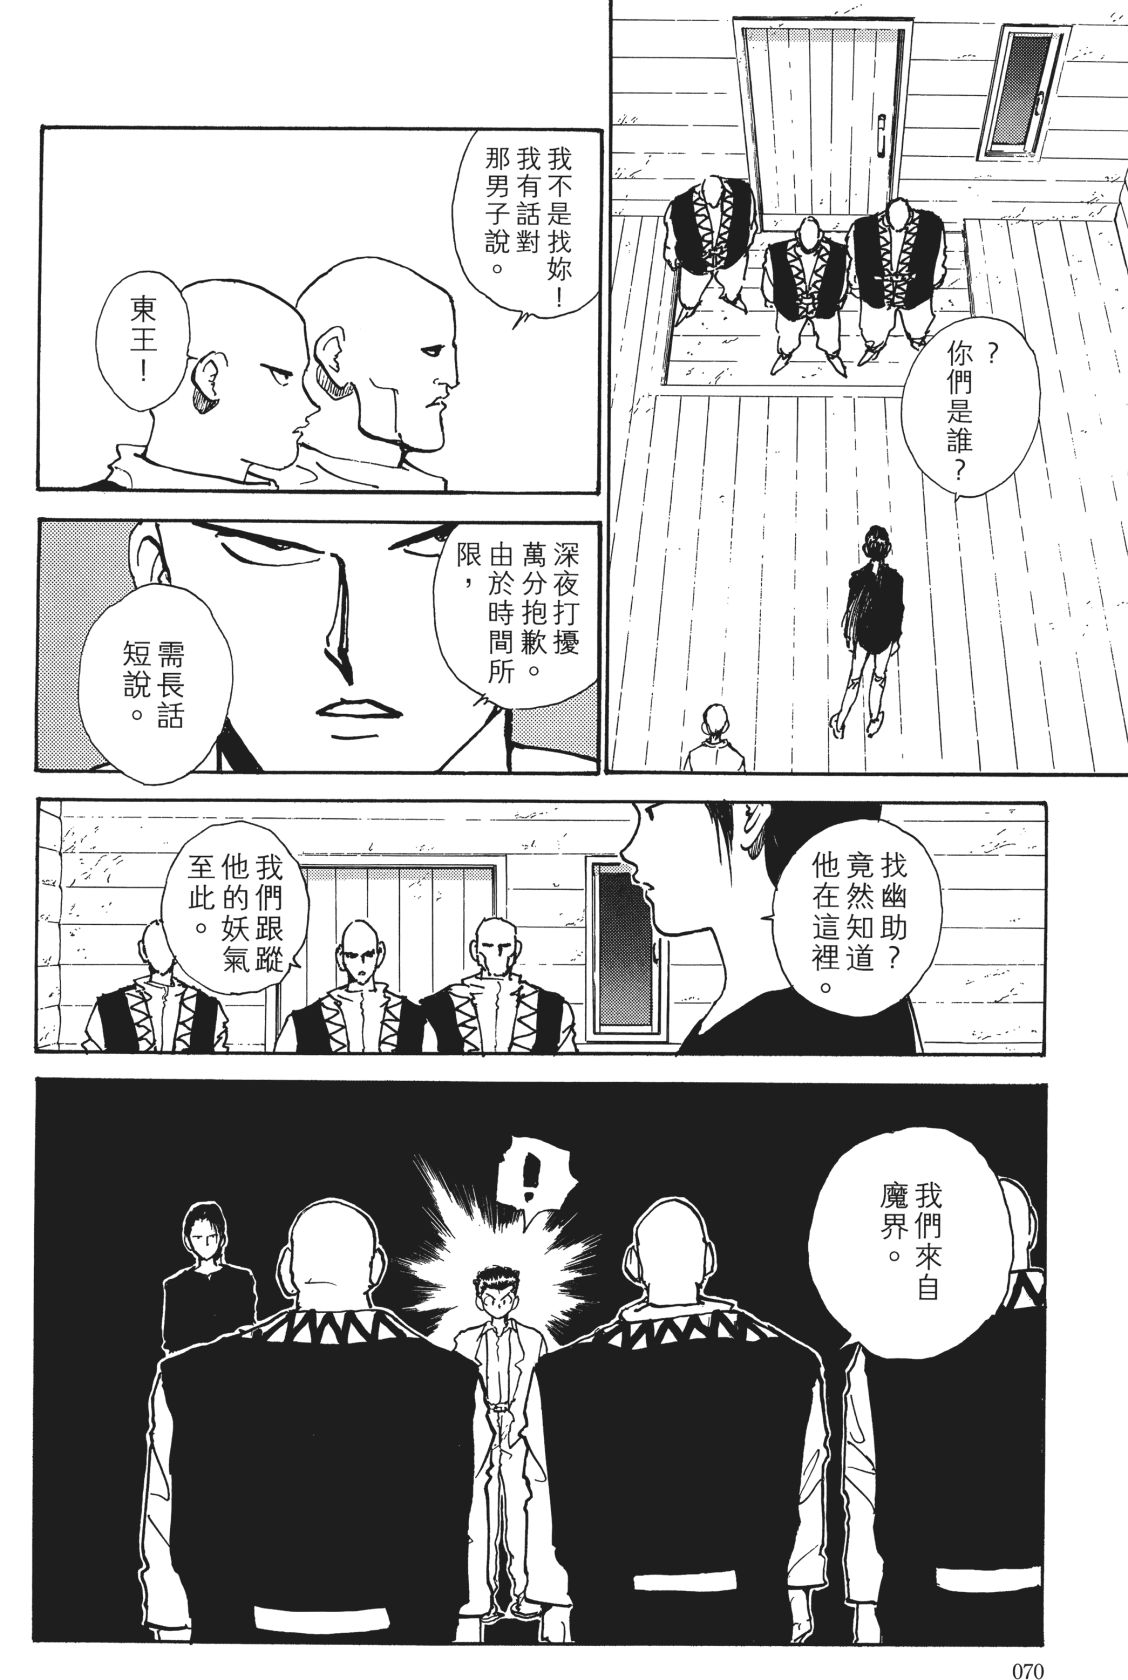 ？
你們是誰？
我不是找妳！
我有話對
那男子說。
東王！
深夜打擾
萬分抱歉。
由於時間所
限，
需長話
短說。
找幽助？
竟然知道
他在這裡。
我們跟蹤
他的妖氣
至此。
我們來自
魔界。
！
070